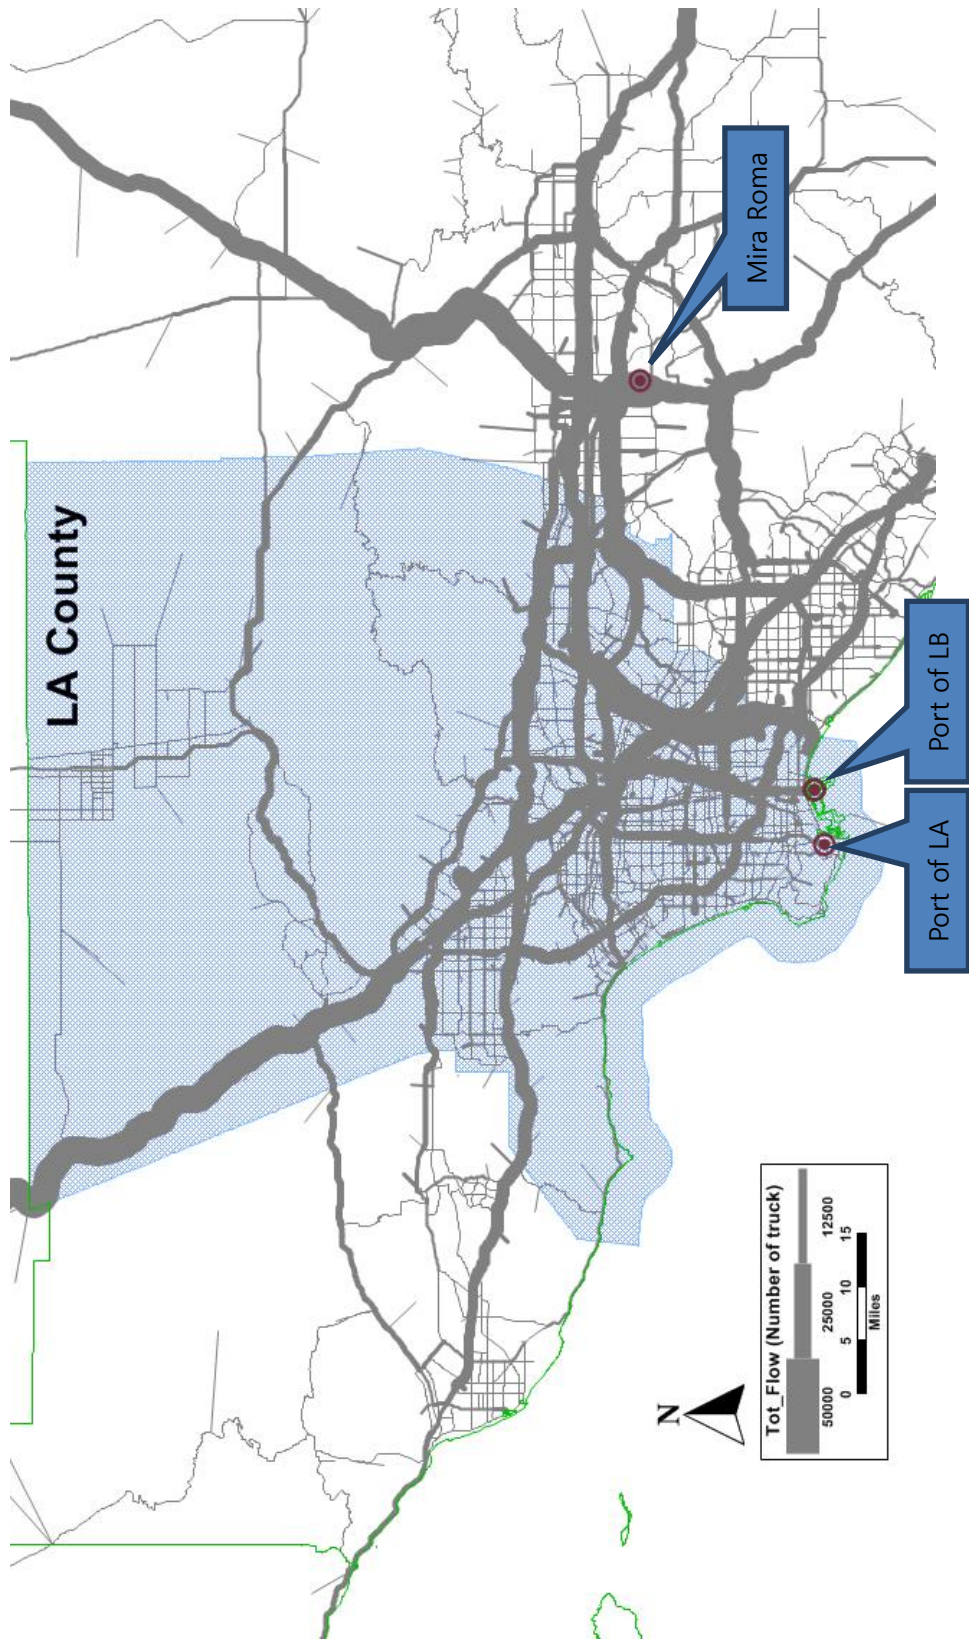 LA County
Mira Roma
Port of LB
Port of LA
N
Tot_Flow (Number of truck)
50000 25000 12500
0 5 10 15
Miles